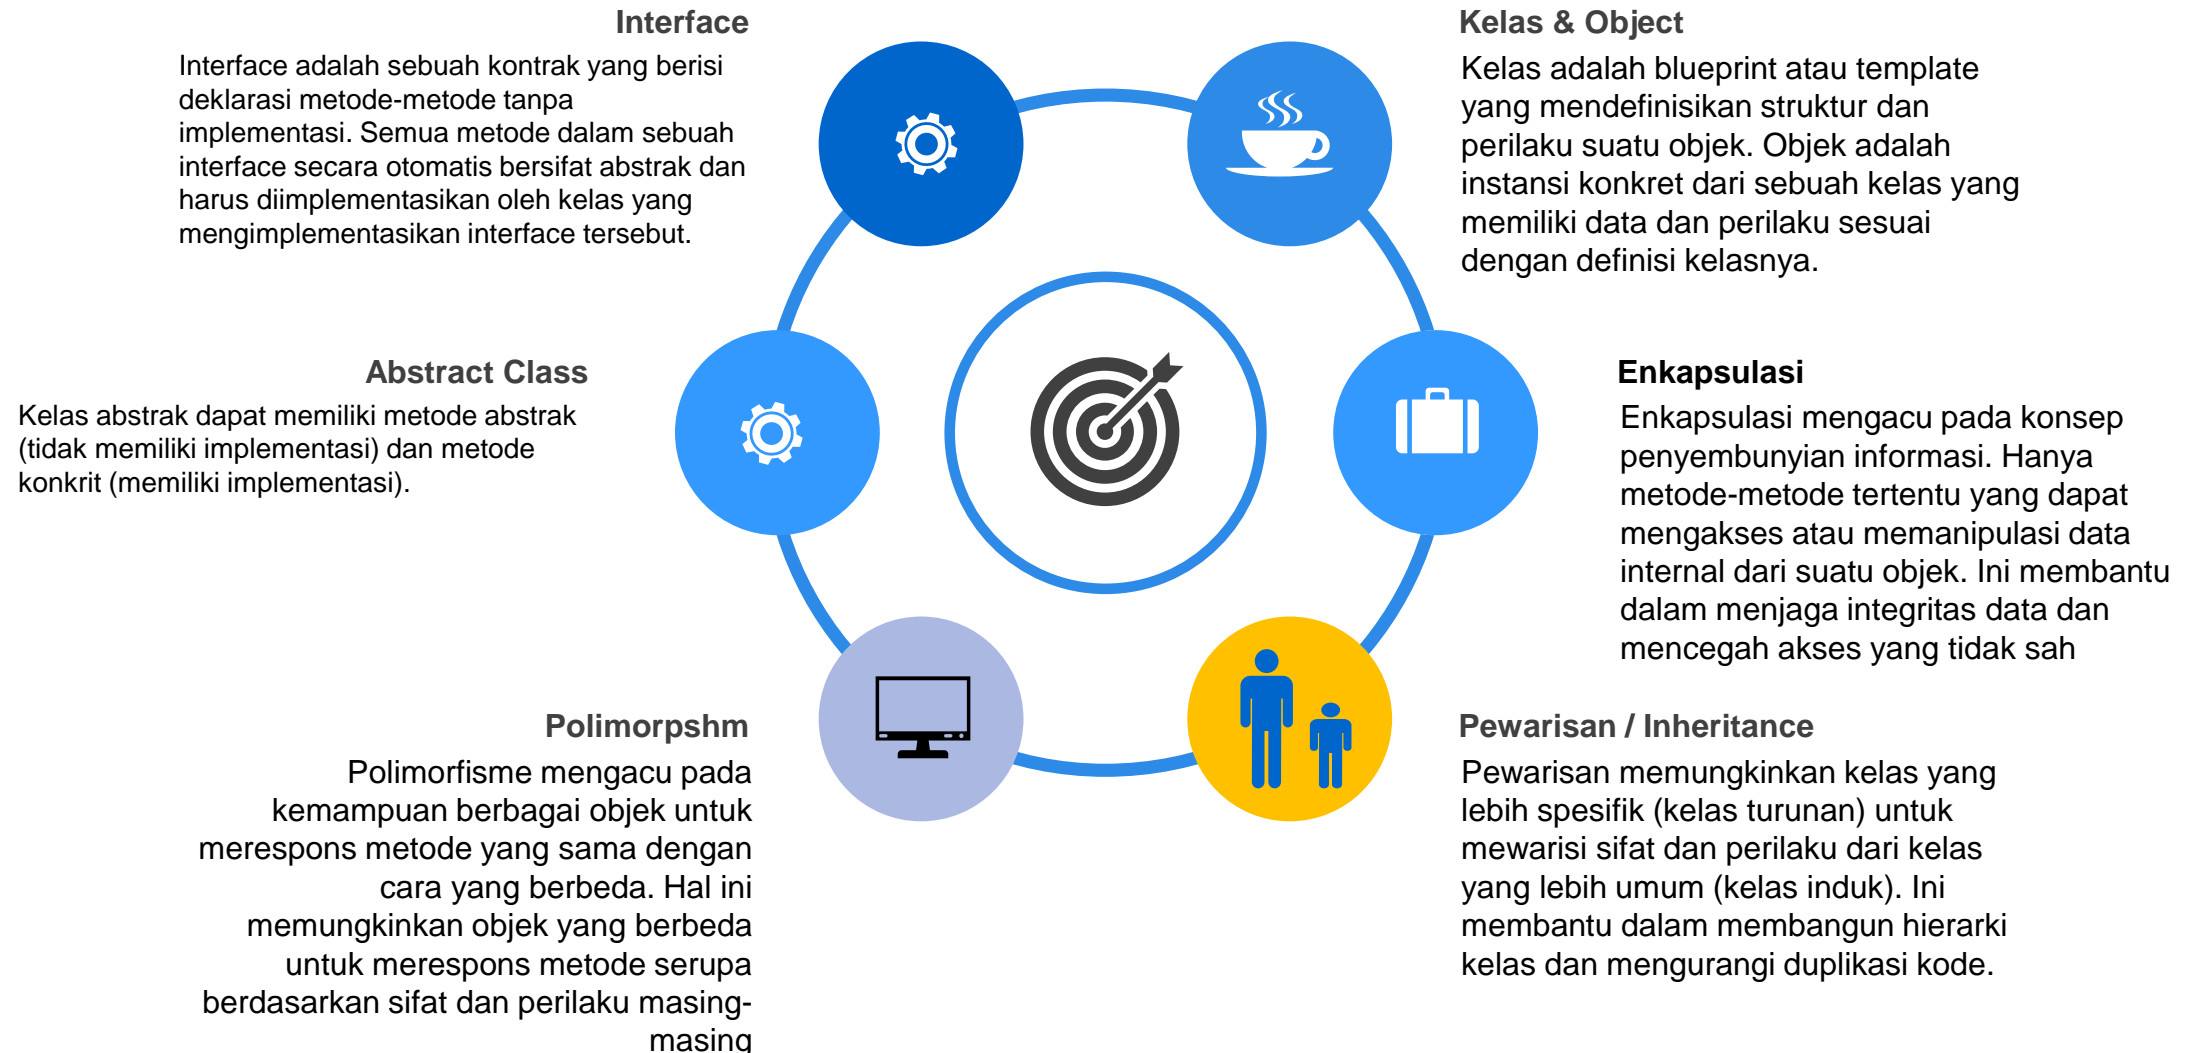 Interface
Interface adalah sebuah kontrak yang berisi
deklarasi metode-metode tanpa
implementasi. Semua metode dalam sebuah
interface secara otomatis bersifat abstrak dan
harus diimplementasikan oleh kelas yang
mengimplementasikan interface tersebut.
Kelas & Object
Kelas adalah blueprint atau template
yang mendefinisikan struktur dan
perilaku suatu objek. Objek adalah
instansi konkret dari sebuah kelas yang
memiliki data dan perilaku sesuai
dengan definisi kelasnya.
Abstract Class
Kelas abstrak dapat memiliki metode abstrak
(tidak memiliki implementasi) dan metode
konkrit (memiliki implementasi).
Enkapsulasi
Enkapsulasi mengacu pada konsep
penyembunyian informasi. Hanya
metode-metode tertentu yang dapat
mengakses atau memanipulasi data
internal dari suatu objek. Ini membantu
dalam menjaga integritas data dan
mencegah akses yang tidak sah
Polimorpshm
Polimorfisme mengacu pada
kemampuan berbagai objek untuk
merespons metode yang sama dengan
cara yang berbeda. Hal ini
memungkinkan objek yang berbeda
untuk merespons metode serupa
berdasarkan sifat dan perilaku masing-
masing
Pewarisan / Inheritance
Pewarisan memungkinkan kelas yang
lebih spesifik (kelas turunan) untuk
mewarisi sifat dan perilaku dari kelas
yang lebih umum (kelas induk). Ini
membantu dalam membangun hierarki
kelas dan mengurangi duplikasi kode.